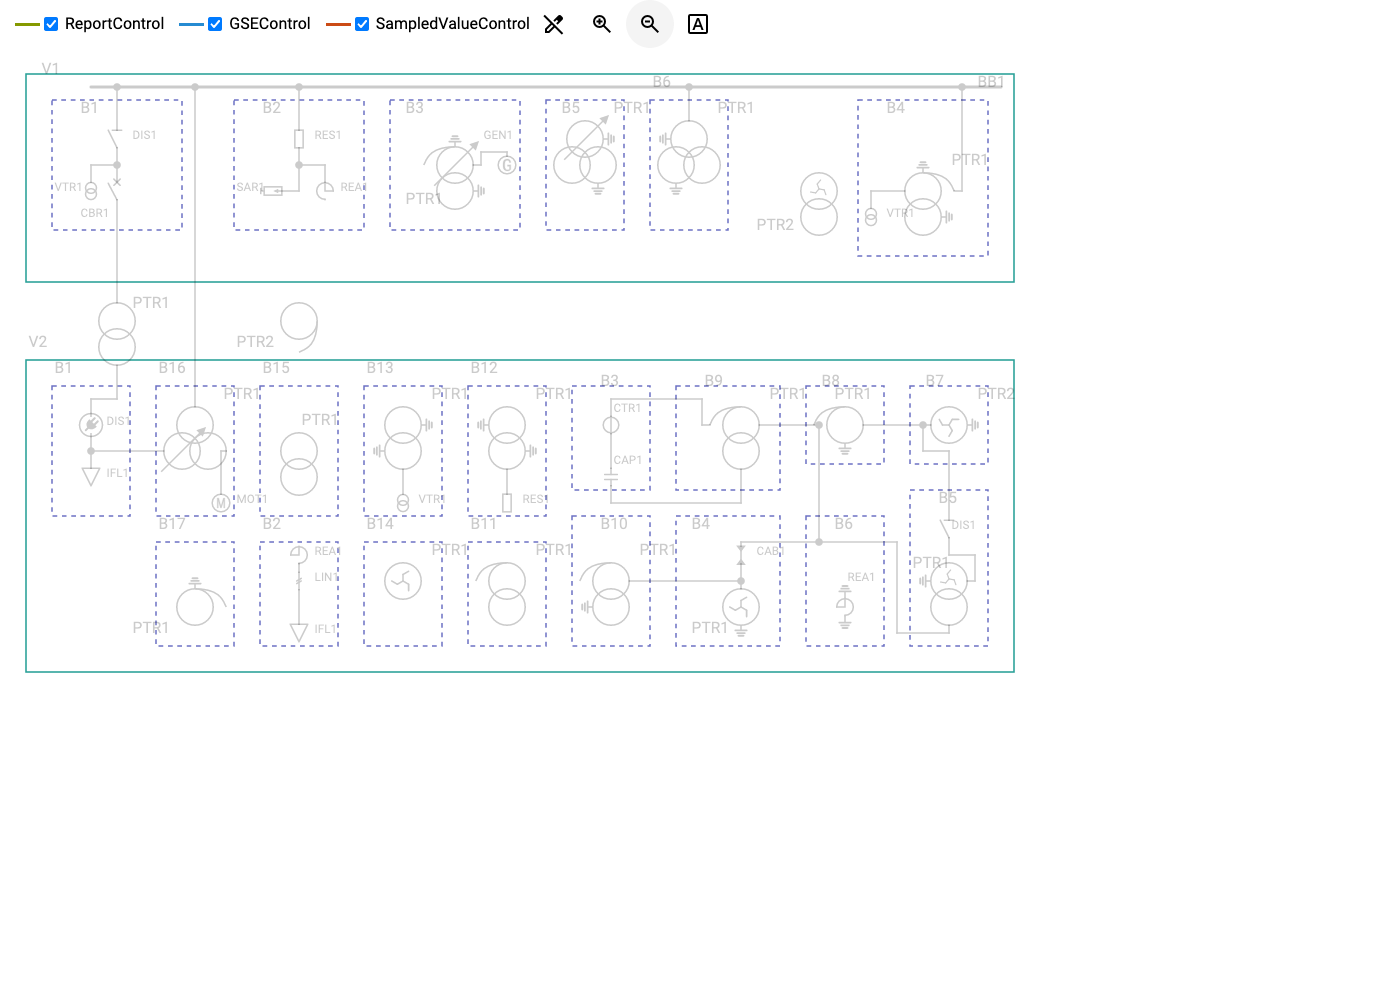 ReportControl GSEControl SampledValueControl A
V1
B6 BB1
B1 B2 B3 B5 PTR1 PTR1 B4
DIS1 RES1 GEN1
PTR1
G
VTR1 SAR1 REA1
PTR1
CBR1 VTR1
PTR2
PTR1
V2 PTR2
B1 B16 B15 B13 B12
B3 B9 B8 B7
PTR1 PTR1 PTR1 PTR1 PTR1 PTR2
CTR1
DIS1 PTR1
CAP1
IFL1
MOT1 VTR1 RES1 B5
M
B17 B2 B14 B11 B10 B4 B6 DIS1
REA1 PTR1 PTR1 PTR1 CAB1
PTR1
LIN1 REA1
PTR1 IFL1 PTR1